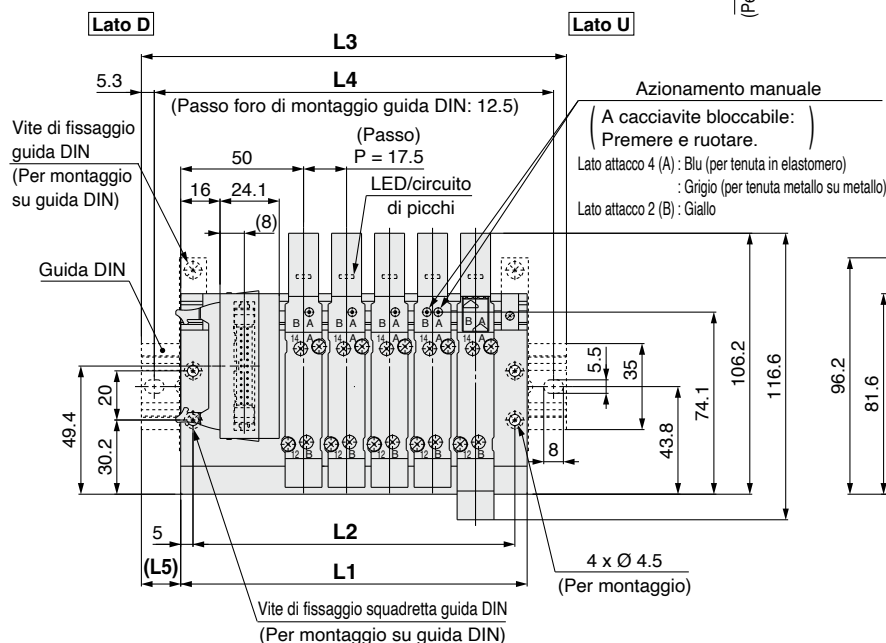 (Pe
Lato D
Lato U
L3
5.3
L4
(Passo foro di montaggio guida DIN: 12.5)
Azionamento manuale
( A cacciavite bloccabile:
Premere e ruotare. )
Lato attacco 4 (A) : Blu (per tenuta in elastomero)
: Grigio (per tenuta metallo su metallo)
Lato attacco 2 (B) : Giallo
Vite di fissaggio
guida DIN
(Per montaggio
su guida DIN)
50
(Passo)
P = 17.5
16
24.1
LED/circuito
di picchi
(8)
Guida DIN
B A
B A
B A
B A
B A
14 A
14 A
14 A
14 A
14 A
12 B
12 B
12 B
12 B
12 B
49.4
20
30.2
5.5
35
8
43.8
74.1
106.2
116.6
96.2
81.6
5
L2
(L5)
L1
4 x Ø 4.5
(Per montaggio)
Vite di fissaggio squadretta guida DIN
(Per montaggio su guida DIN)